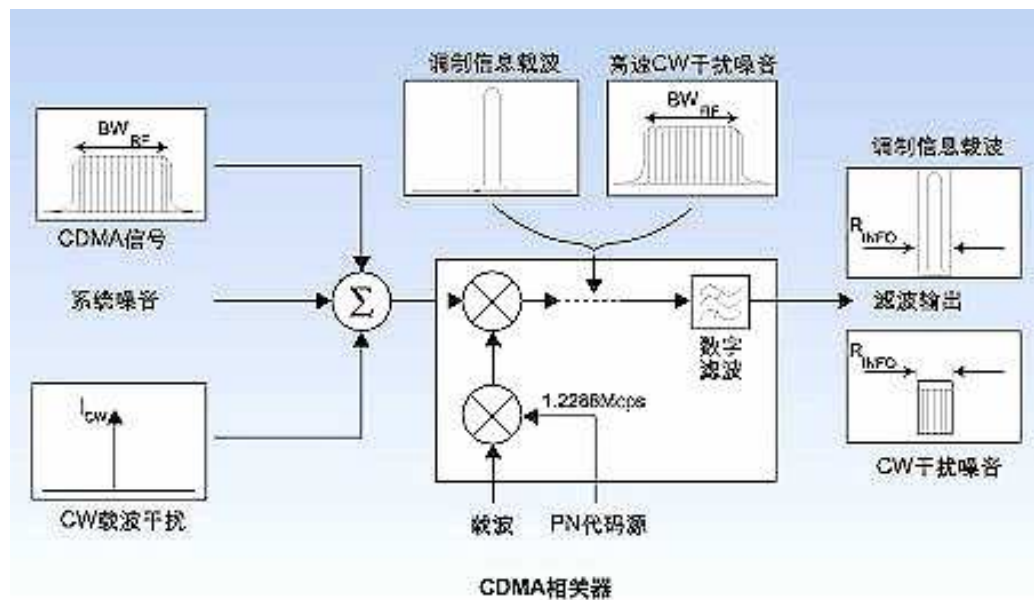 调制信息载波
高速CW干扰噪音
BW RF
BW RF
CDMA信号
系统噪音
I CW
CW载波干扰
Σ
1.2288Mcps
数字
滤波
载波
PN代码源
调制信息载波
R INFO
滤波输出
R INFO
CW干扰噪音
CDMA相关器